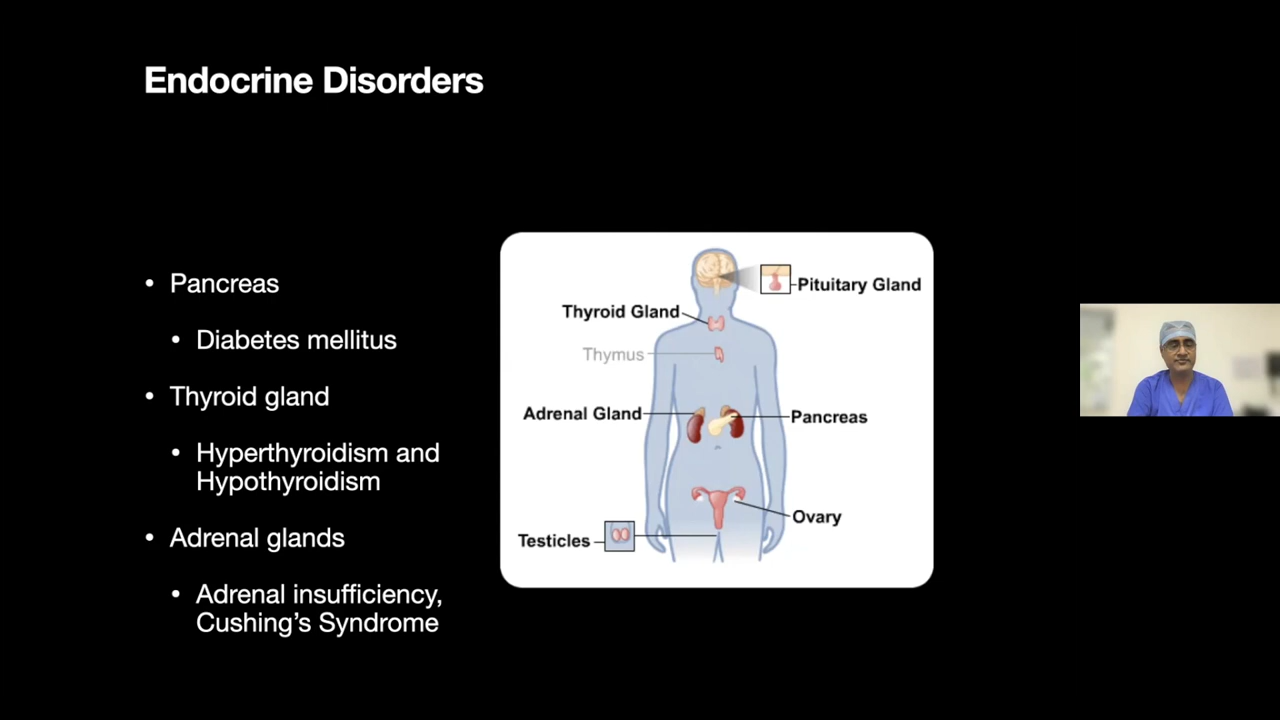 Endocrine Disorders
• Pancreas
• Diabetes mellitus
• Thyroid gland
• Hyperthyroidism and
Hypothyroidism
• Adrenal glands
• Adrenal insufficiency,
Cushing’s Syndrome
Pituitary Gland
Thyroid Gland
Thymus
Adrenal Gland
Pancreas
Ovary
Testicles